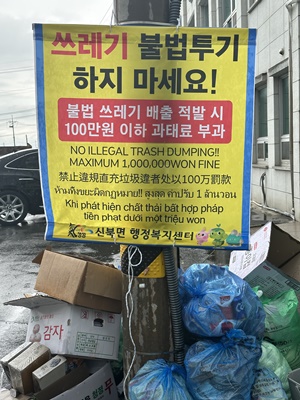 쓰레기 불법투기
하지 마세요!
불법 쓰레기 배출 적발 시
100만원 이하 과태료 부과
NO ILLEGAL TRASH DUMPING!!
MAXIMUM 1,000,000WON FINE
禁止違規直充垃圾違者处以100万罰款
ห้ามทิ้งขยะผิดกฎหมาย!! สูงสุด ค่าปรับ 1 ล้านวอน
Khi phát hiện chất thải bất hợp pháp
tiền phạt dưới một triệu won
신북면 행정복지센터
감자